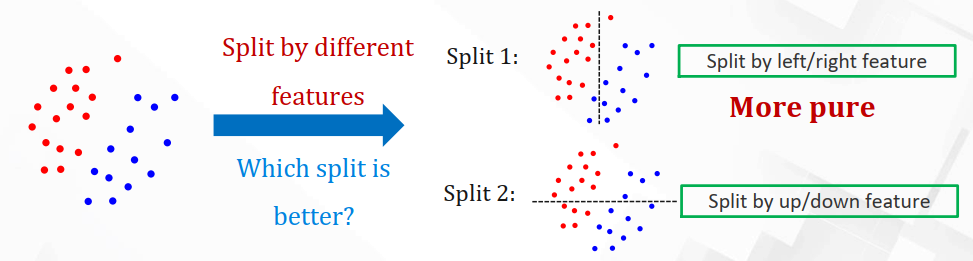 Split by different
features
Which split is
better?
Split 1:
Split by left/right feature
More pure
Split 2:
Split by up/down feature